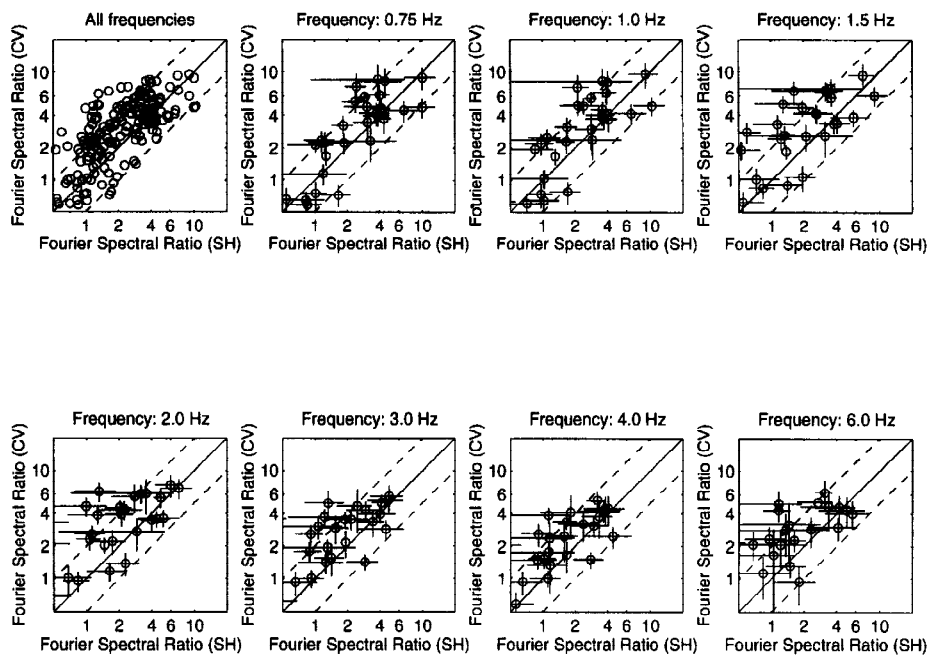 All frequencies
Frequency: 0.75 Hz
Frequency: 1.0 Hz
Frequency: 1.5 Hz
Fourier Spectral Ratio (CV)
10
6
4
2
1
1 2 4 6 10
Fourier Spectral Ratio (SH)
Fourier Spectral Ratio (CV)
10
6
4
2
1
1 2 4 6 10
Fourier Spectral Ratio (SH)
Fourier Spectral Ratio (CV)
10
6
4
2
1
1 2 4 6 10
Fourier Spectral Ratio (SH)
Fourier Spectral Ratio (CV)
10
6
4
2
1
1 2 4 6 10
Fourier Spectral Ratio (SH)
Frequency: 2.0 Hz
Frequency: 3.0 Hz
Frequency: 4.0 Hz
Frequency: 6.0 Hz
Fourier Spectral Ratio (CV)
10
6
4
2
1
1 2 4 6 10
Fourier Spectral Ratio (SH)
Fourier Spectral Ratio (CV)
10
6
4
2
1
1 2 4 6 10
Fourier Spectral Ratio (SH)
Fourier Spectral Ratio (CV)
10
6
4
2
1
1 2 4 6 10
Fourier Spectral Ratio (SH)
Fourier Spectral Ratio (CV)
10
6
4
2
1
1 2 4 6 10
Fourier Spectral Ratio (SH)